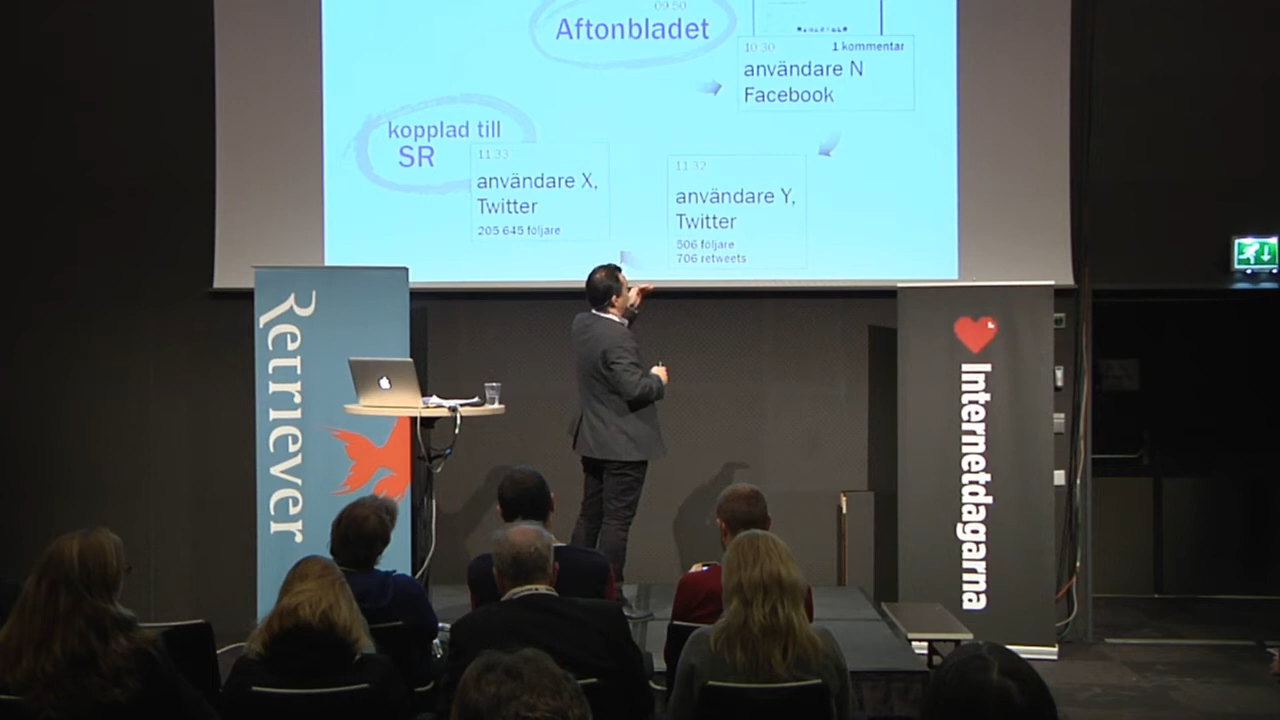 09:50
Aftonbladet
10:30 1 kommentar
användare N
Facebook
kopplad till
SR
11:33
användare X,
Twitter
205 645 följare
11:32
användare Y,
Twitter
506 följare
706 retweets
Retriever
Internetdagarna